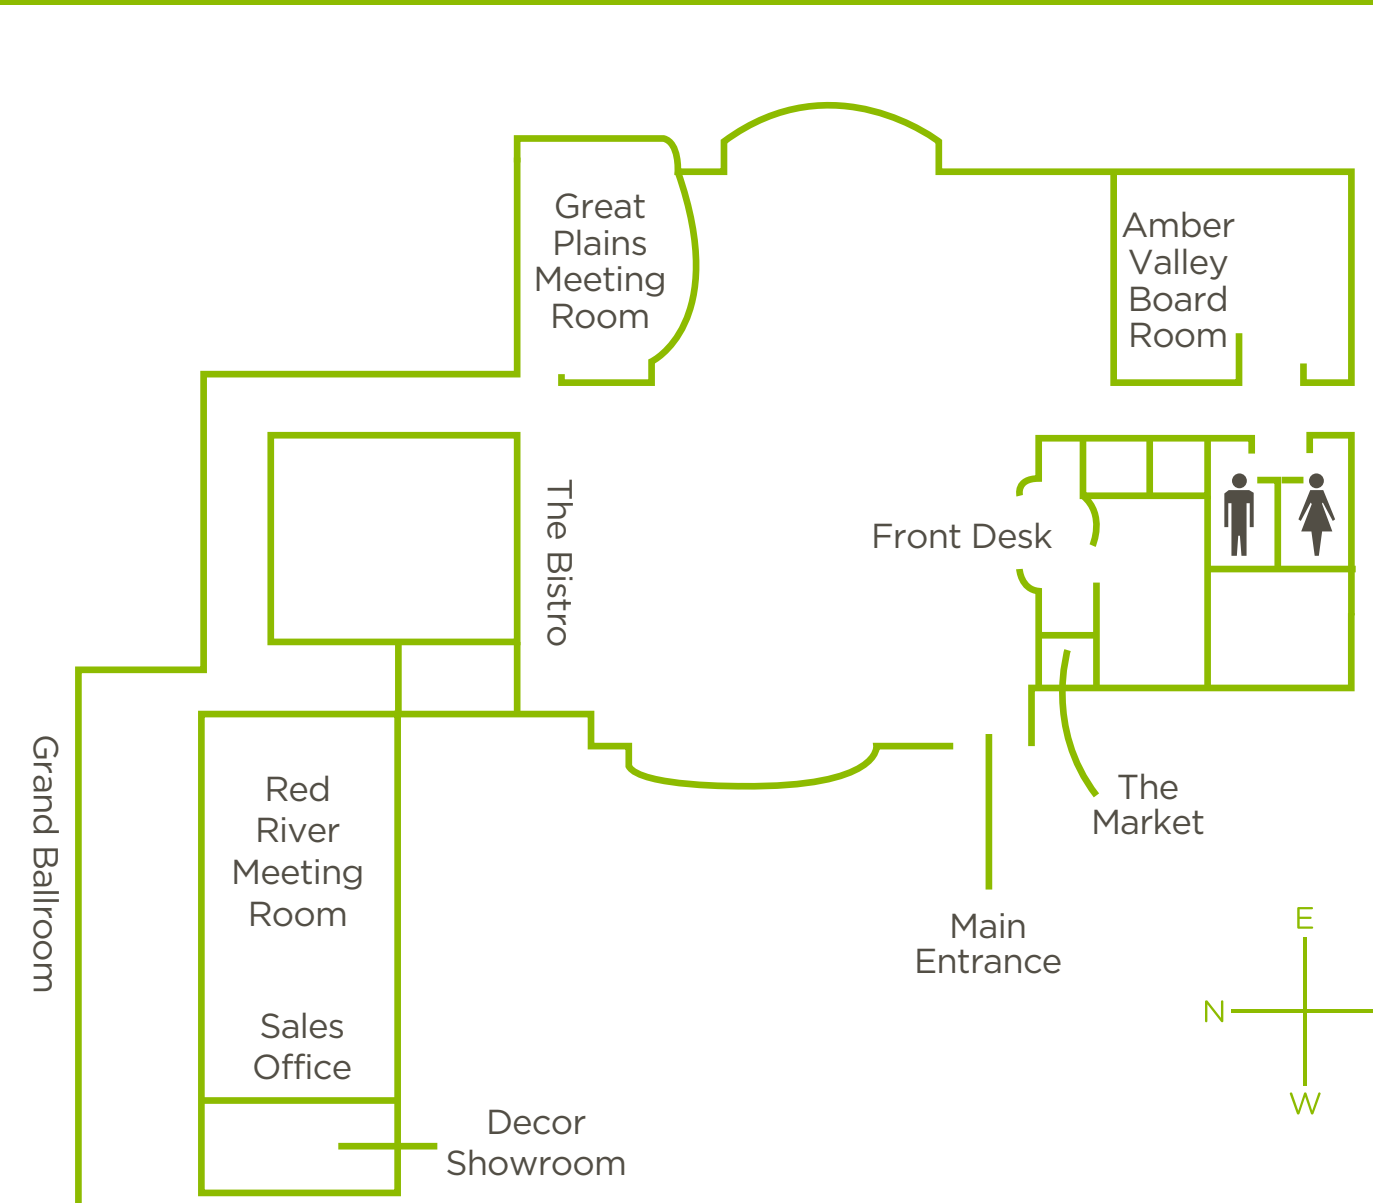 Great
Plains
Meeting
Room
Amber
Valley
Board
Room
The Bistro
Front Desk
Grand Ballroom
Red
River
Meeting
Room
The
Market
Main
Entrance
Sales
Office
Decor
Showroom
E
N
W